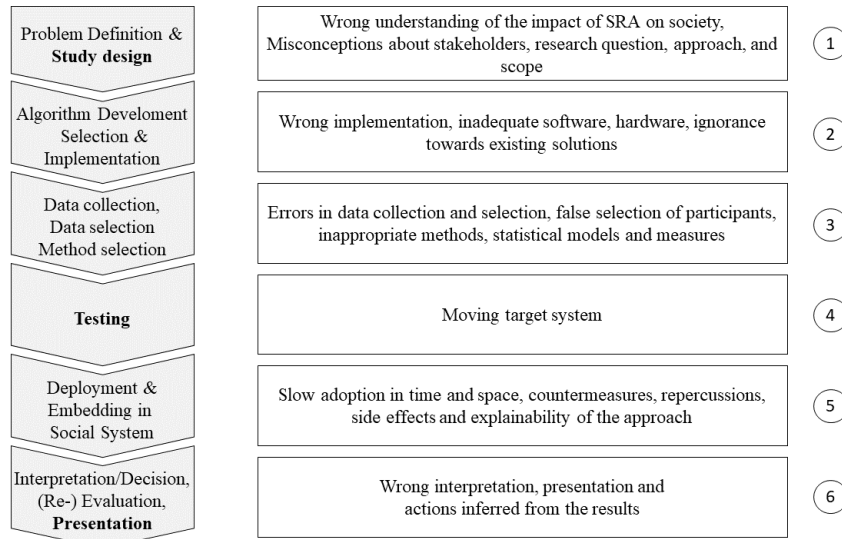 Problem Definition &
Study design
Wrong understanding of the impact of SRA on society,
Misconceptions about stakeholders, research question, approach, and
scope
1
Algorithm Develoment
Selection &
Implementation
Wrong implementation, inadequate software, hardware, ignorance
towards existing solutions
2
Data collection,
Data selection
Method selection
Errors in data collection and selection, false selection of participants,
inappropriate methods, statistical models and measures
3
Testing
Moving target system
4
Deployment &
Embedding in
Social System
Slow adoption in time and space, countermeasures, repercussions,
side effects and explainability of the approach
5
Interpretation/Decision,
(Re-) Evaluation,
Presentation
Wrong interpretation, presentation and
actions inferred from the results
6